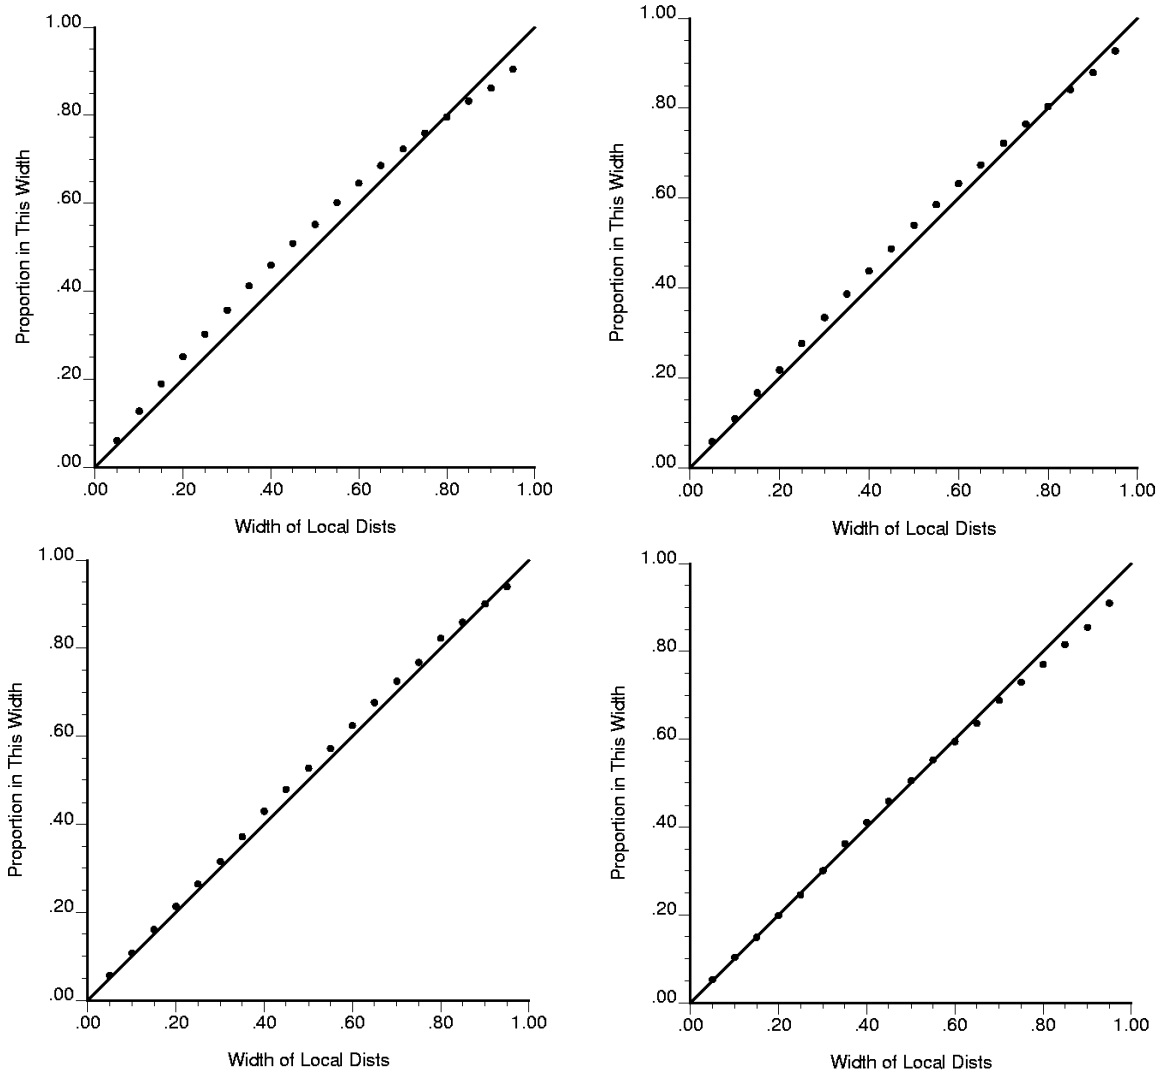 1.00
.80
.60
.40
.20
.00
Proportion in This Width
.00 .20 .40 .60 .80 1.00
Width of Local Dists
1.00
.80
.60
.40
.20
.00
Proportion in This Width
.00 .20 .40 .60 .80 1.00
Width of Local Dists
1.00
.80
.60
.40
.20
.00
Proportion in This Width
.00 .20 .40 .60 .80 1.00
Width of Local Dists
1.00
.80
.60
.40
.20
.00
Proportion in This Width
.00 .20 .40 .60 .80 1.00
Width of Local Dists